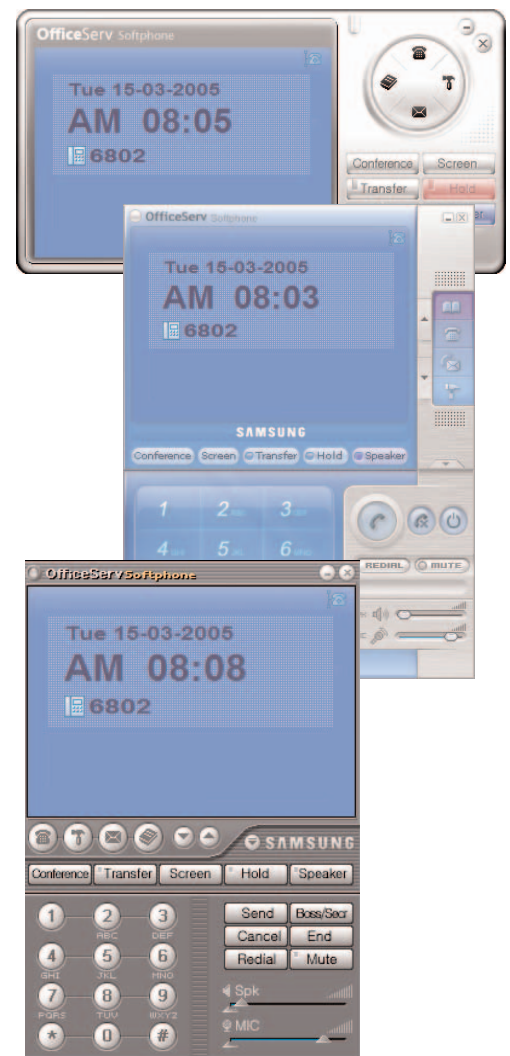 OfficeServ Softphone
Tue 15-03-2005
AM 08:05
6802
Conference Screen
Transfer Hold
OfficeServ Softphone
Tue 15-03-2005
AM 08:03
6802
SAMSUNG
Conference Screen Transfer Hold Speaker
1 2 3
4 5 6
REDIAL MUTE
OfficeServ Softphone
Tue 15-03-2005
AM 08:08
6802
SAMSUNG
Conference Transfer Screen Hold Speaker
1 2 3 Send Boss/Secr
ABC DEF
Cancel End
4 5 6 Redial Mute
GHI JKL MNO
7 8 9 Spk
PQRS TUV WXYZ
* 0 # MIC